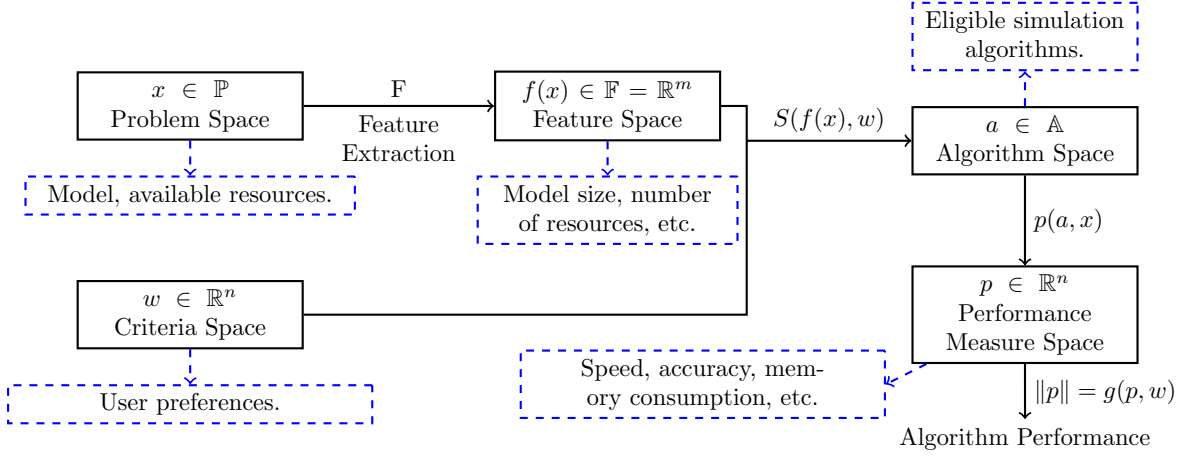 x ∈ ℙ
Problem Space
Model, available resources.
F
Feature
Extraction
f(x) ∈ 𝔽 = ℝ^m
Feature Space
Model size, number
of resources, etc.
S(f(x), w)
Eligible simulation
algorithms.
a ∈ 𝔸
Algorithm Space
p(a, x)
w ∈ ℝ^n
Criteria Space
User preferences.
p ∈ ℝ^n
Performance
Measure Space
Speed, accuracy, mem-
ory consumption, etc.
‖p‖ = g(p, w)
Algorithm Performance